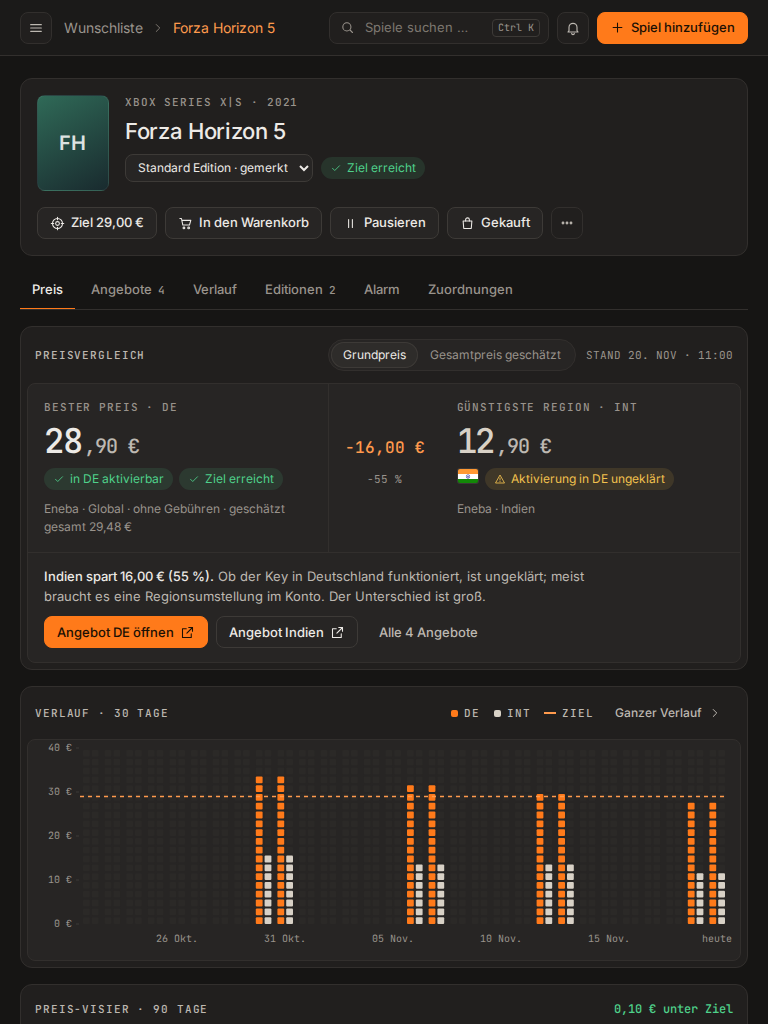 Wunschliste > Forza Horizon 5
Spiele suchen ... Ctrl K
Spiel hinzufügen
FH
XBOX SERIES X|S · 2021
Forza Horizon 5
Standard Edition · gemerkt
Ziel erreicht
Ziel 29,00 €
In den Warenkorb
Pausieren
Gekauft
Preis
Angebote 4
Verlauf
Editionen 2
Alarm
Zuordnungen
PREISVERGLEICH
Grundpreis
Gesamtpreis geschätzt
STAND 20. NOV · 11:00
BESTER PREIS · DE
28,90 €
in DE aktivierbar
Ziel erreicht
Eneba · Global · ohne Gebühren · geschätzt
gesamt 29,48 €
-16,00 €
-55 %
GÜNSTIGSTE REGION · INT
12,90 €
Aktivierung in DE ungeklärt
Eneba · Indien
Indien spart 16,00 € (55 %). Ob der Key in Deutschland funktioniert, ist ungeklärt; meist
braucht es eine Regionsumstellung im Konto. Der Unterschied ist groß.
Angebot DE öffnen
Angebot Indien
Alle 4 Angebote
VERLAUF · 30 TAGE
DE
INT
ZIEL
Ganzer Verlauf
40 €
30 €
20 €
10 €
0 €
26 Okt.
31 Okt.
05 Nov.
10 Nov.
15 Nov.
heute
PREIS-VISIER · 90 TAGE
0,10 € unter Ziel